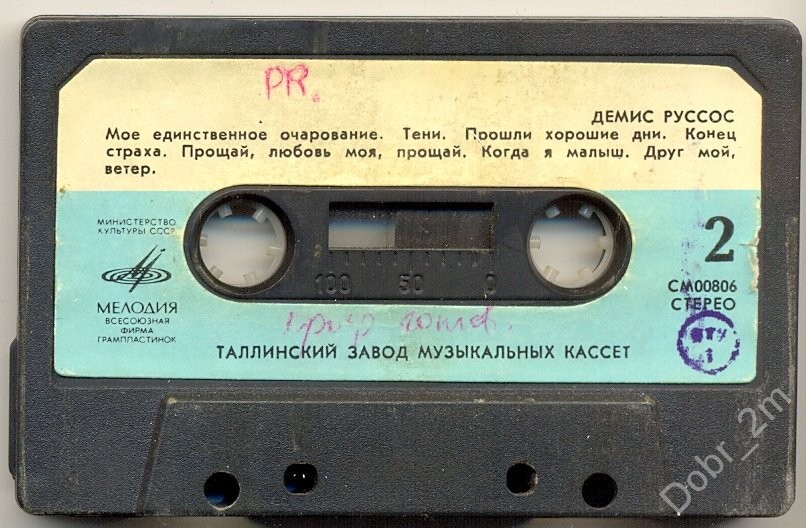 PR.
ДЕМИС РУССОС
Мое единственное очарование. Тени. Прошли хорошие дни. Конец
страха. Прощай, любовь моя, прощай. Когда я малыш. Друг мой,
ветер.
МИНИСТЕРСТВО
КУЛЬТУРЫ СССР
МЕЛОДИЯ
ВСЕСОЮЗНАЯ
ФИРМА
ГРАМПЛАСТИНОК
100 50 0
2
СМ00806
СТЕРЕО
ТАЛЛИНСКИЙ ЗАВОД МУЗЫКАЛЬНЫХ КАССЕТ
1
Dobr_2m